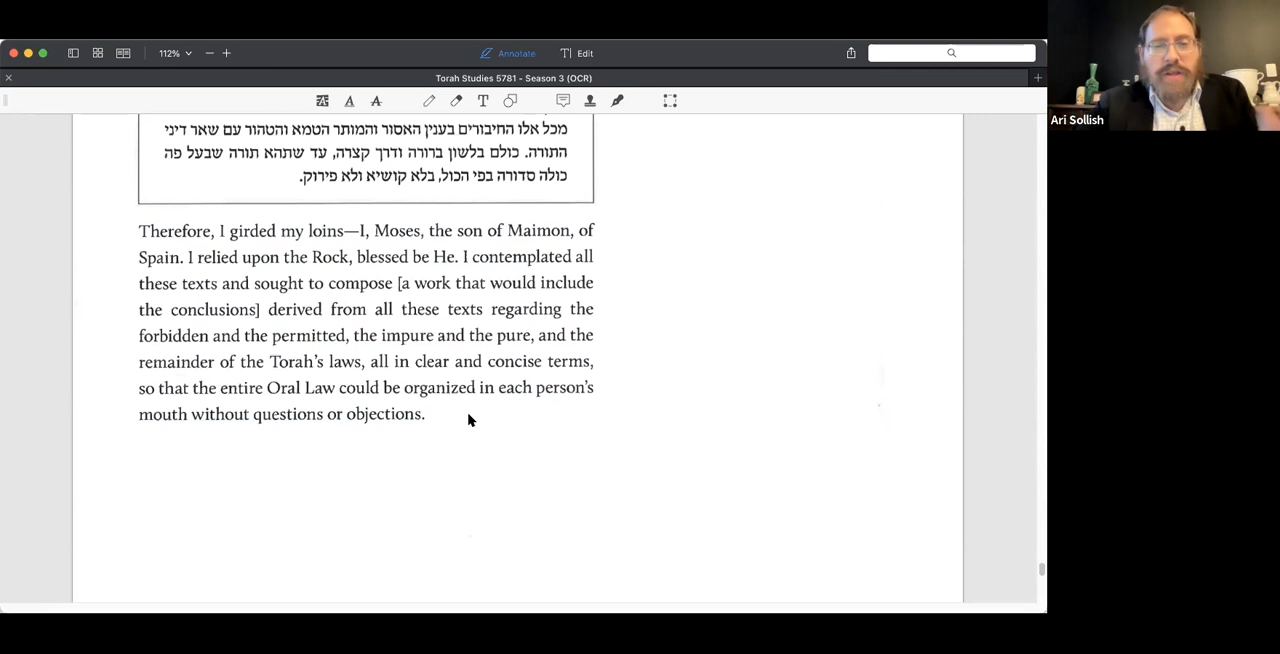 112%
Annotate
Edit
Torah Studies 5781 - Season 3 (OCR)
Ari Sollish
מכל אלו החיבורים בענין האסור והמותר הטמא והטהור עם שאר דיני
התורה. כולם בלשון ברורה ודרך קצרה, עד שתהא תורה שבעל פה
כולה סדורה בפי הכול, בלא קושיא ולא פירוק.
Therefore, I girded my loins—I, Moses, the son of Maimon, of
Spain. I relied upon the Rock, blessed be He. I contemplated all
these texts and sought to compose [a work that would include
the conclusions] derived from all these texts regarding the
forbidden and the permitted, the impure and the pure, and the
remainder of the Torah’s laws, all in clear and concise terms,
so that the entire Oral Law could be organized in each person’s
mouth without questions or objections.